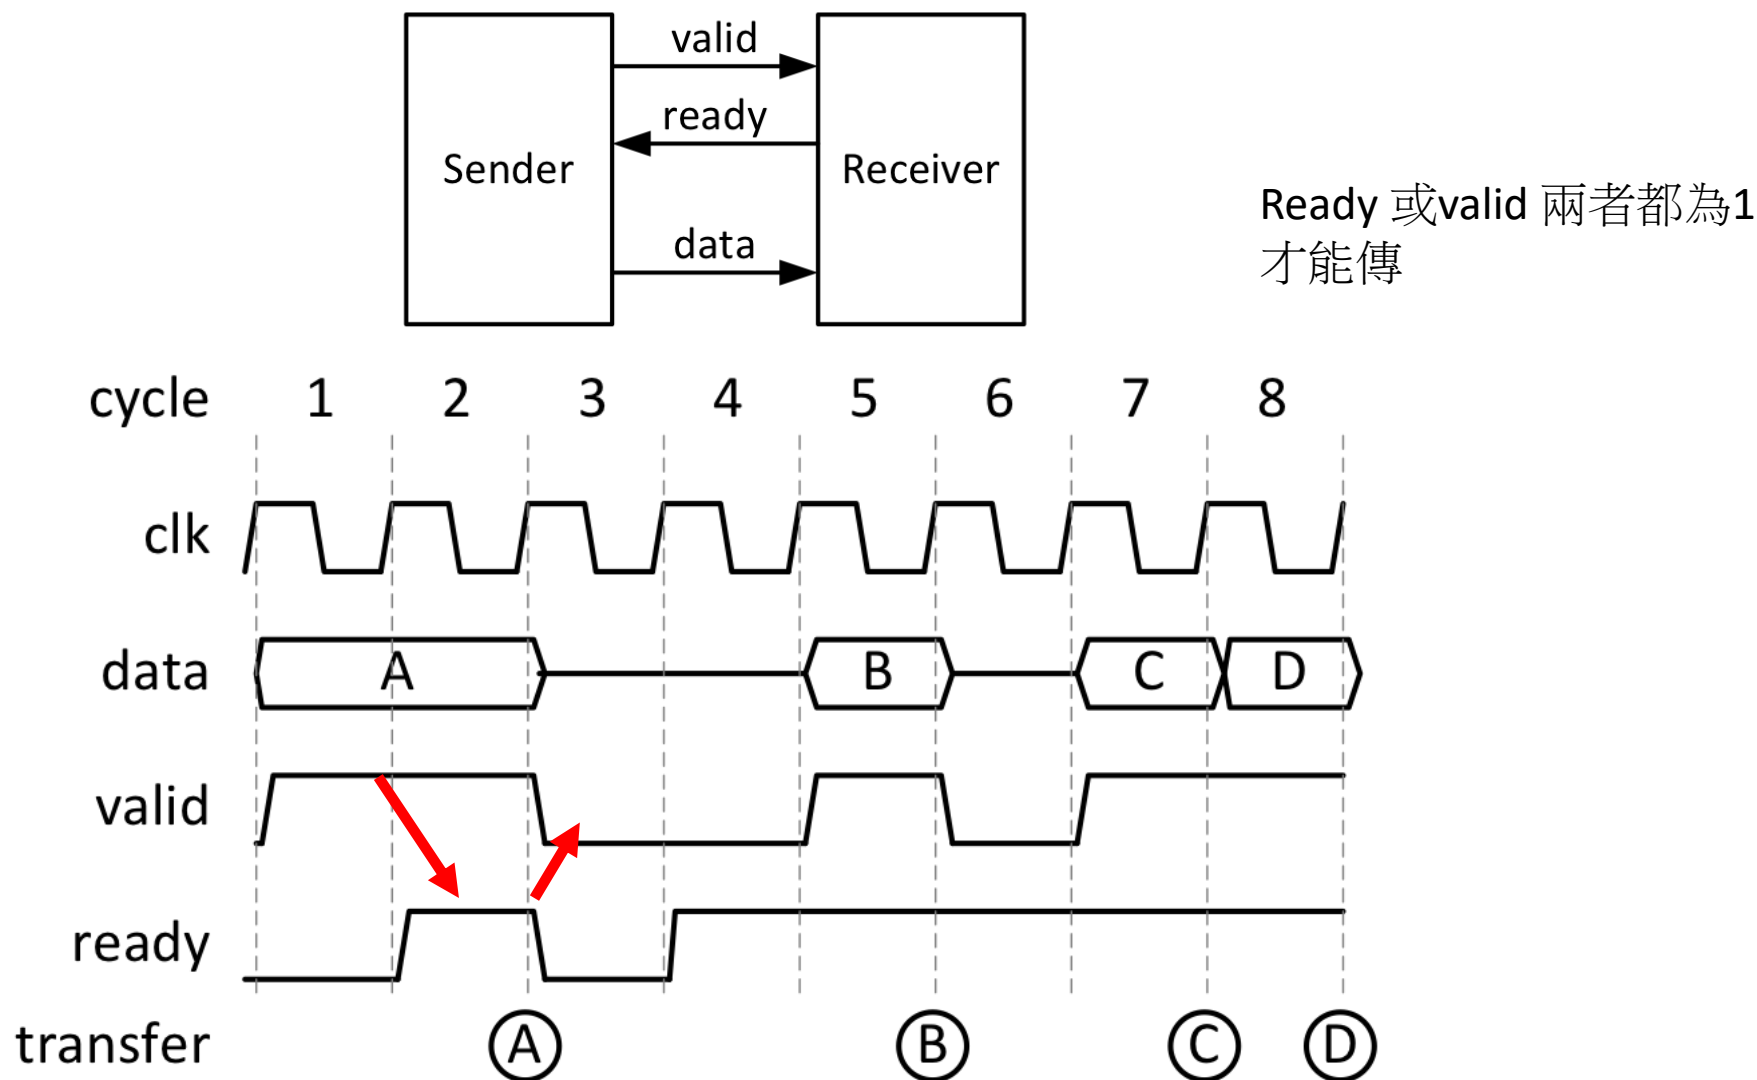 valid
ready
Sender
Receiver
data
Ready 或valid 兩者都為1
才能傳
cycle 1 2 3 4 5 6 7 8
clk
data A B C D
valid
ready
transfer A B C D